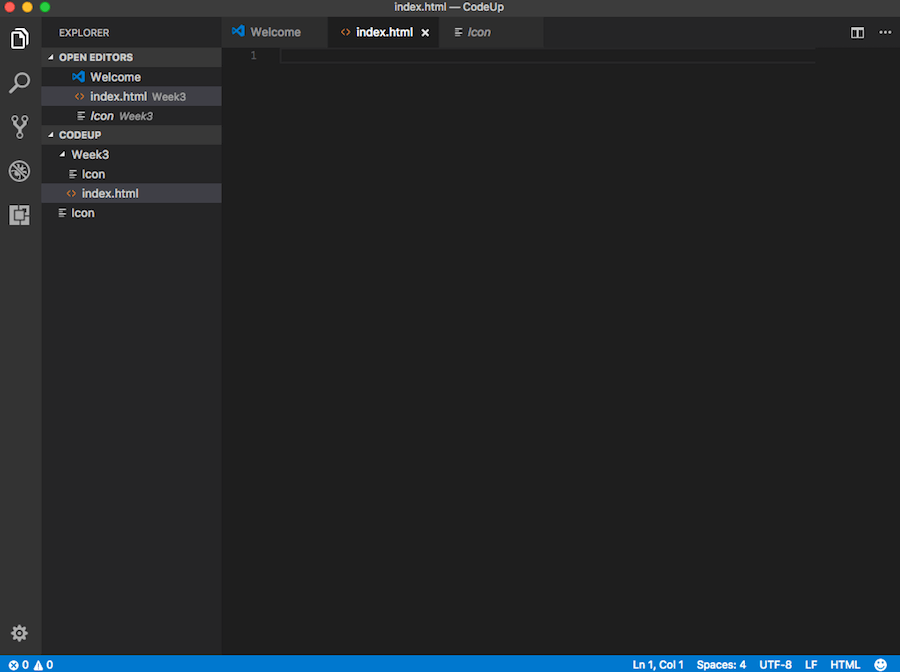 index.html — CodeUp
EXPLORER
OPEN EDITORS
Welcome
index.html Week3
Icon Week3
CODEUP
Week3
Icon
index.html
Icon
Welcome
index.html
Icon
1
0 0
Ln 1, Col 1 Spaces: 4 UTF-8 LF HTML